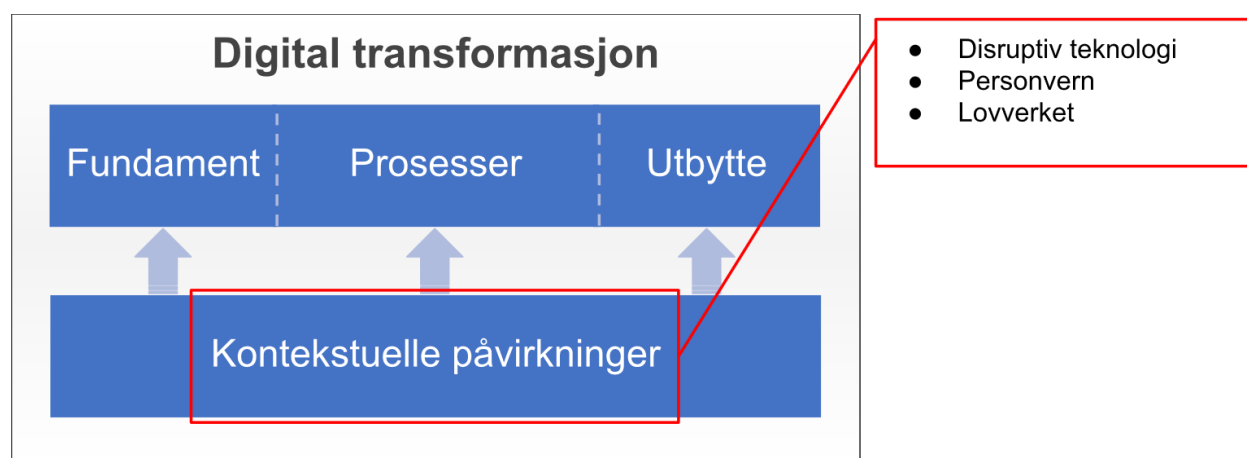 Digital transformasjon
Fundament
Prosesser
Utbytte
Kontekstuelle påvirkninger
● Disruptiv teknologi
● Personvern
● Lovverket